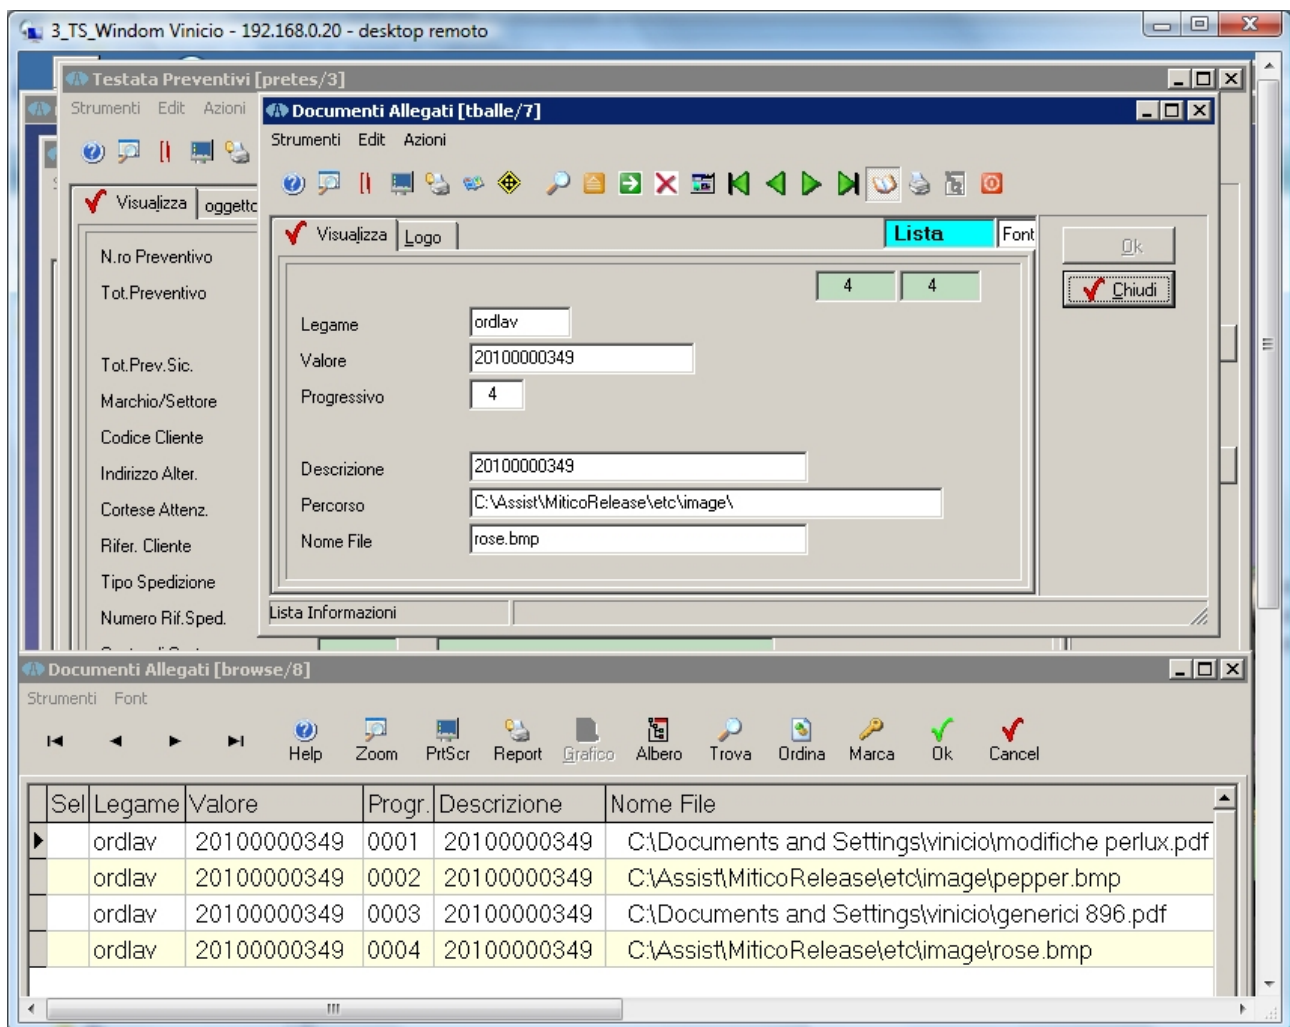 3_TS_Windom Vinicio - 192.168.0.20 - desktop remoto
Testata Preventivi [pretes/3]
Strumenti Edit Azioni
Documenti Allegati [tballe/7]
Strumenti Edit Azioni
Visualizza oggetto
Visualizza Logo Lista Font
Ok
Chiudi
N.ro Preventivo
Tot.Preventivo
Tot.Prev.Sic.
Marchio/Settore
Codice Cliente
Indirizzo Alter.
Cortese Attenz.
Rifer. Cliente
Tipo Spedizione
Numero Rif.Sped.
4 4
Legame ordlav
Valore 20100000349
Progressivo 4
Descrizione 20100000349
Percorso C:\Assist\MiticoRelease\etc\image\
Nome File rose.bmp
Lista Informazioni
Documenti Allegati [browse/8]
Strumenti Font
Help Zoom PrtScr Report Grafico Albero Trova Ordina Marca Ok Cancel
Sel Legame Valore Progr. Descrizione Nome File
ordlav 20100000349 0001 20100000349 C:\Documents and Settings\vinicio\modifiche perlux.pdf
ordlav 20100000349 0002 20100000349 C:\Assist\MiticoRelease\etc\image\pepper.bmp
ordlav 20100000349 0003 20100000349 C:\Documents and Settings\vinicio\generici 896.pdf
ordlav 20100000349 0004 20100000349 C:\Assist\MiticoRelease\etc\image\rose.bmp